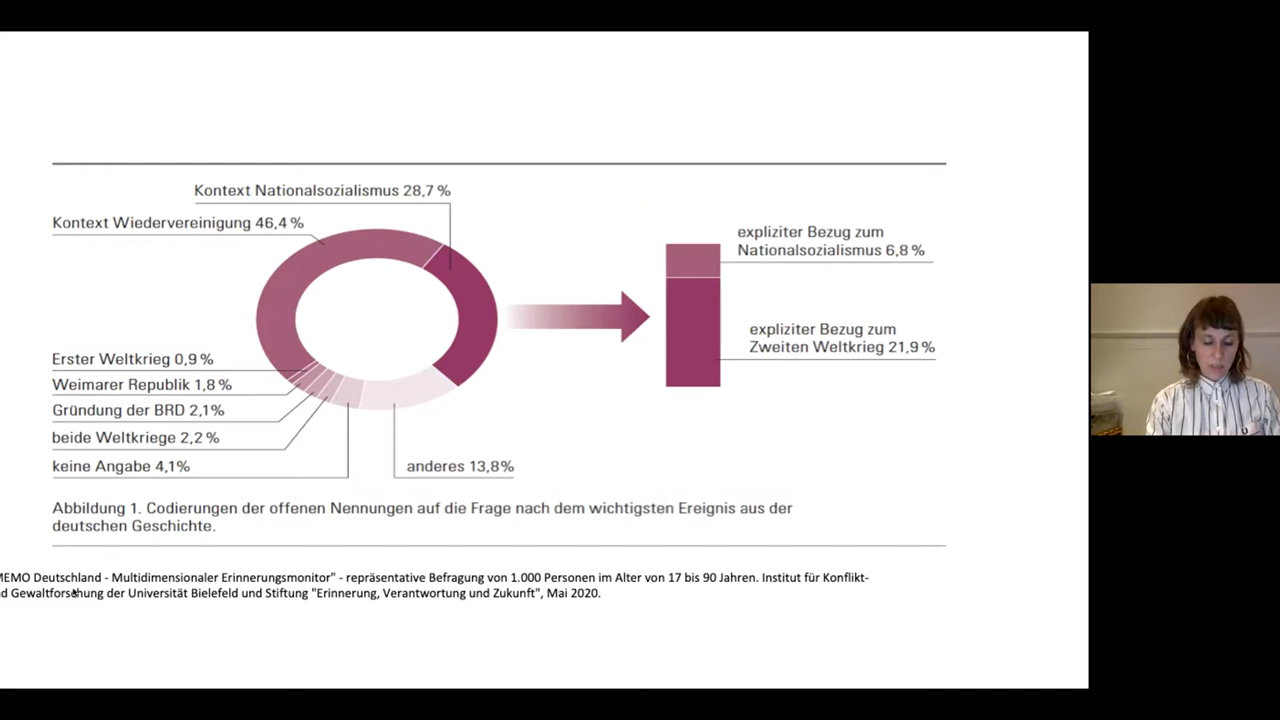 Kontext Nationalsozialismus 28,7 %
Kontext Wiedervereinigung 46,4 %
expliziter Bezug zum
Nationalsozialismus 6,8 %
expliziter Bezug zum
Zweiten Weltkrieg 21,9 %
Erster Weltkrieg 0,9 %
Weimarer Republik 1,8 %
Gründung der BRD 2,1%
beide Weltkriege 2,2 %
keine Angabe 4,1%
anderes 13,8%
Abbildung 1. Codierungen der offenen Nennungen auf die Frage nach dem wichtigsten Ereignis aus der
deutschen Geschichte.
MEMO Deutschland - Multidimensionaler Erinnerungsmonitor" - repräsentative Befragung von 1.000 Personen im Alter von 17 bis 90 Jahren. Institut für Konflikt-
d Gewaltforschung der Universität Bielefeld und Stiftung "Erinnerung, Verantwortung und Zukunft", Mai 2020.